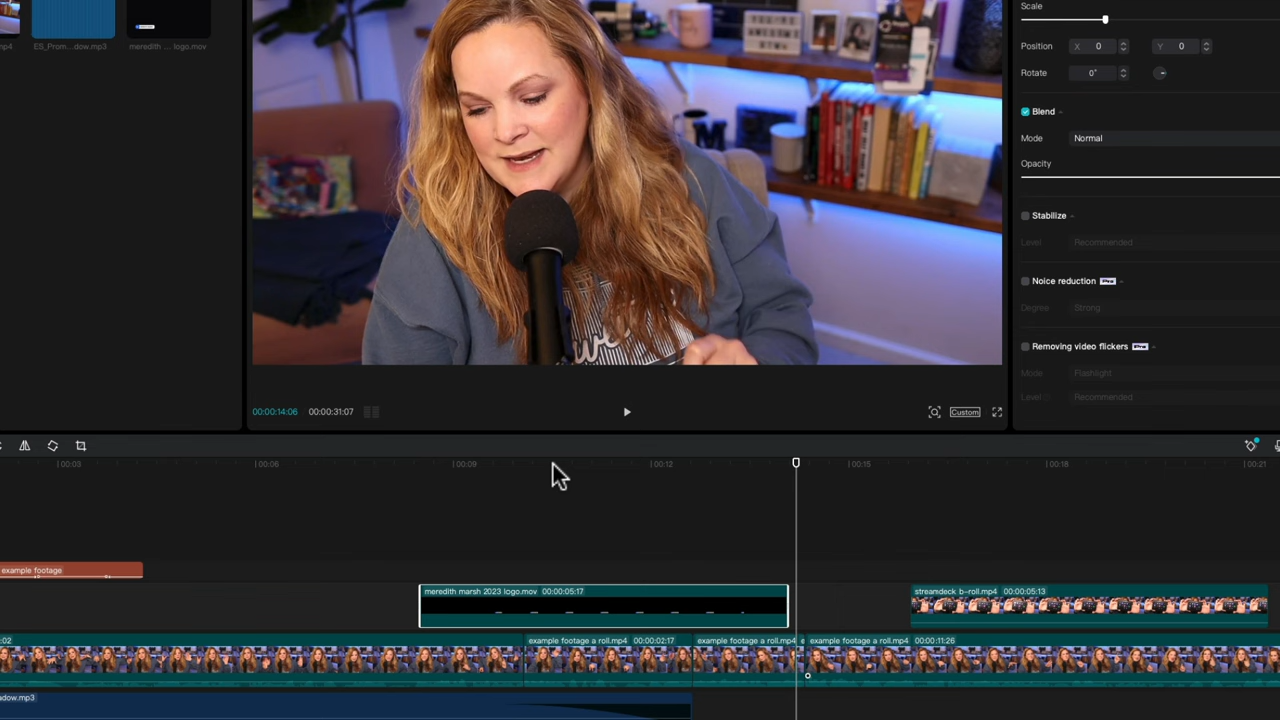 Scale
mp4
ES_Prom...dow.mp3
meredith ... logo.mov
AWESOME
Position
X
0
Y
0
Rotate
0°
Blend
Mode
Normal
Opacity
Stabilize
Level
Recommended
Noise reduction
Pro
Degree
Strong
Removing video flickers
Pro
Mode
Flashlight
Level
Recommended
00:00:14:06
00:00:31:07
Custom
00:03
00:06
00:09
00:12
00:15
00:18
00:21
example footage
meredith marsh 2023 logo.mov 00:00:05:17
streamdeck b-roll.mp4 00:00:05:13
:02
example footage a roll.mp4 00:00:02:17
example footage a roll.mp4
e
example footage a roll.mp4 00:00:11:26
adow.mp3